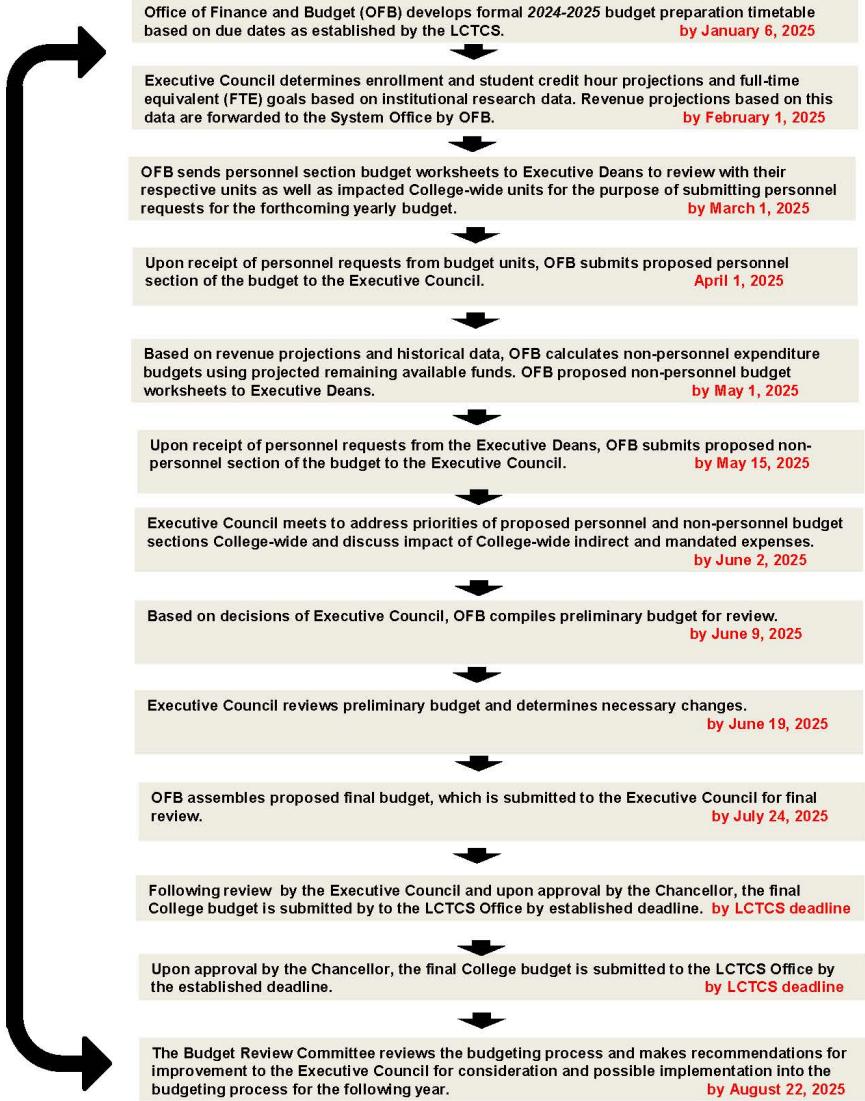 Office of Finance and Budget (OFB) develops formal 2024-2025 budget preparation timetable
based on due dates as established by the LCTCS. by January 6, 2025
Executive Council determines enrollment and student credit hour projections and full-time
equivalent (FTE) goals based on institutional research data. Revenue projections based on this
data are forwarded to the System Office by OFB. by February 1, 2025
OFB sends personnel section budget worksheets to Executive Deans to review with their
respective units as well as impacted College-wide units for the purpose of submitting personnel
requests for the forthcoming yearly budget. by March 1, 2025
Upon receipt of personnel requests from budget units, OFB submits proposed personnel
section of the budget to the Executive Council. April 1, 2025
Based on revenue projections and historical data, OFB calculates non-personnel expenditure
budgets using projected remaining available funds. OFB proposed non-personnel budget
worksheets to Executive Deans. by May 1, 2025
Upon receipt of personnel requests from the Executive Deans, OFB submits proposed non-
personnel section of the budget to the Executive Council. by May 15, 2025
Executive Council meets to address priorities of proposed personnel and non-personnel budget
sections College-wide and discuss impact of College-wide indirect and mandated expenses.
by June 2, 2025
Based on decisions of Executive Council, OFB compiles preliminary budget for review.
by June 9, 2025
Executive Council reviews preliminary budget and determines necessary changes.
by June 19, 2025
OFB assembles proposed final budget, which is submitted to the Executive Council for final
review. by July 24, 2025
Following review by the Executive Council and upon approval by the Chancellor, the final
College budget is submitted by to the LCTCS Office by established deadline. by LCTCS deadline
Upon approval by the Chancellor, the final College budget is submitted to the LCTCS Office by
the established deadline. by LCTCS deadline
The Budget Review Committee reviews the budgeting process and makes recommendations for
improvement to the Executive Council for consideration and possible implementation into the
budgeting process for the following year. by August 22, 2025